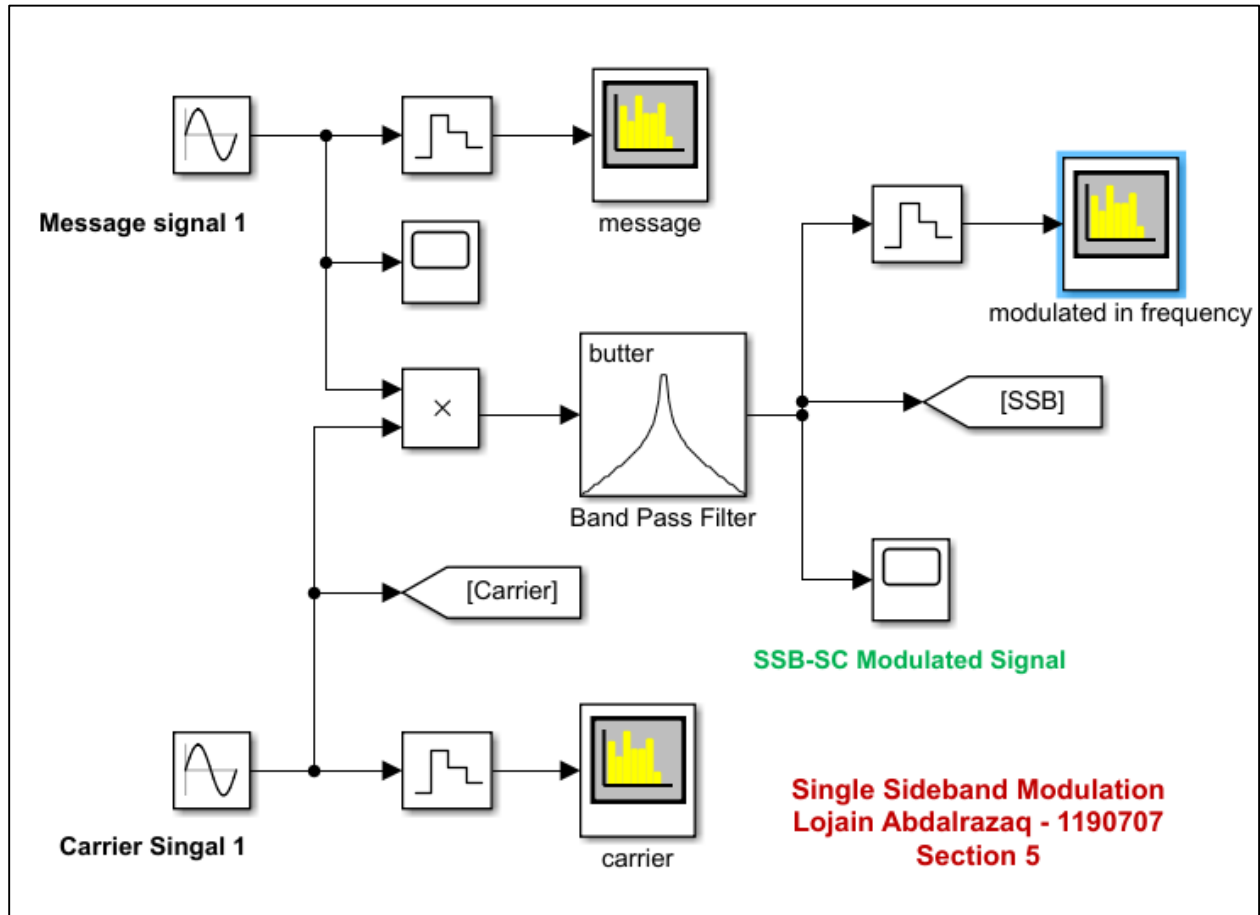 Message signal 1
message
modulated in frequency
butter
×
[SSB]
Band Pass Filter
[Carrier]
SSB-SC Modulated Signal
Carrier Singal 1
carrier
Single Sideband Modulation
Lojain Abdalrazaq - 1190707
Section 5